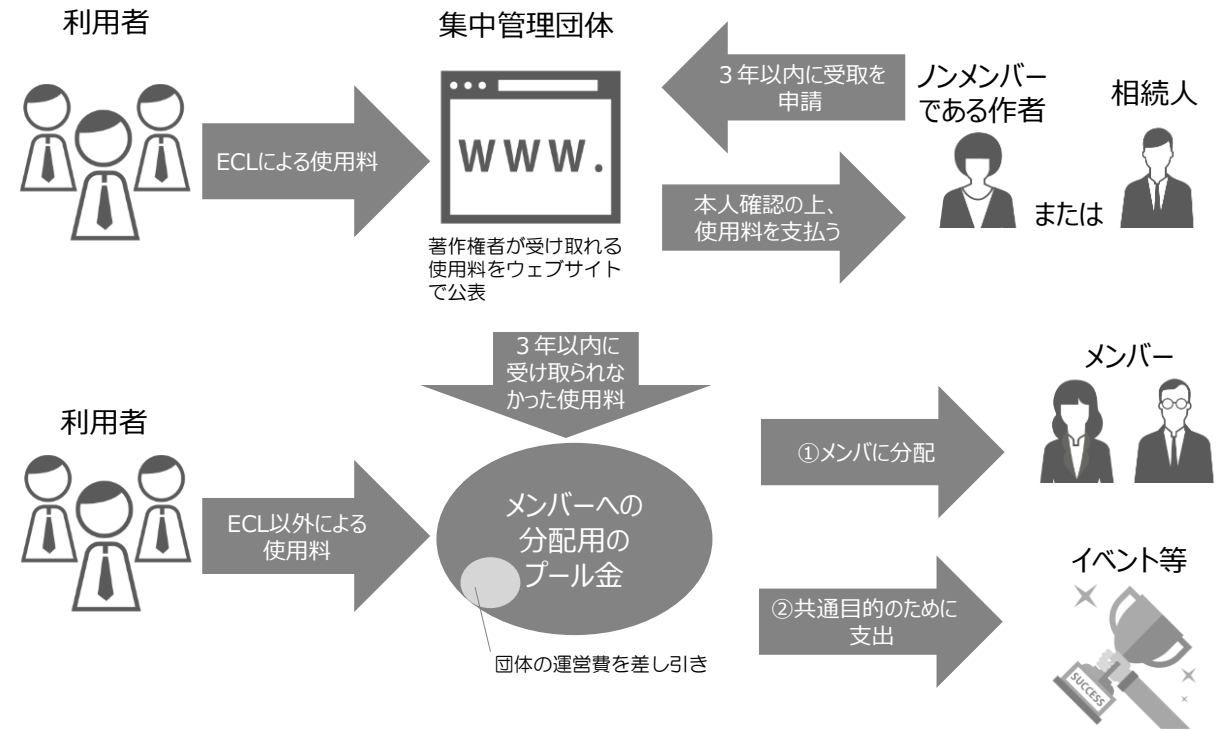 利用者
集中管理団体
ECLによる使用料
WWW.
著作権者が受け取れる
使用料をウェブサイト
で公表
３年以内に受取を
申請
本人確認の上、
使用料を支払う
ノンメンバー
である作者
または
相続人
３年以内に
受け取られな
かった使用料
利用者
ECL以外による
使用料
メンバーへの
分配用の
プール金
団体の運営費を差し引き
①メンバに分配
メンバー
②共通目的のために
支出
イベント等
SUCCESS